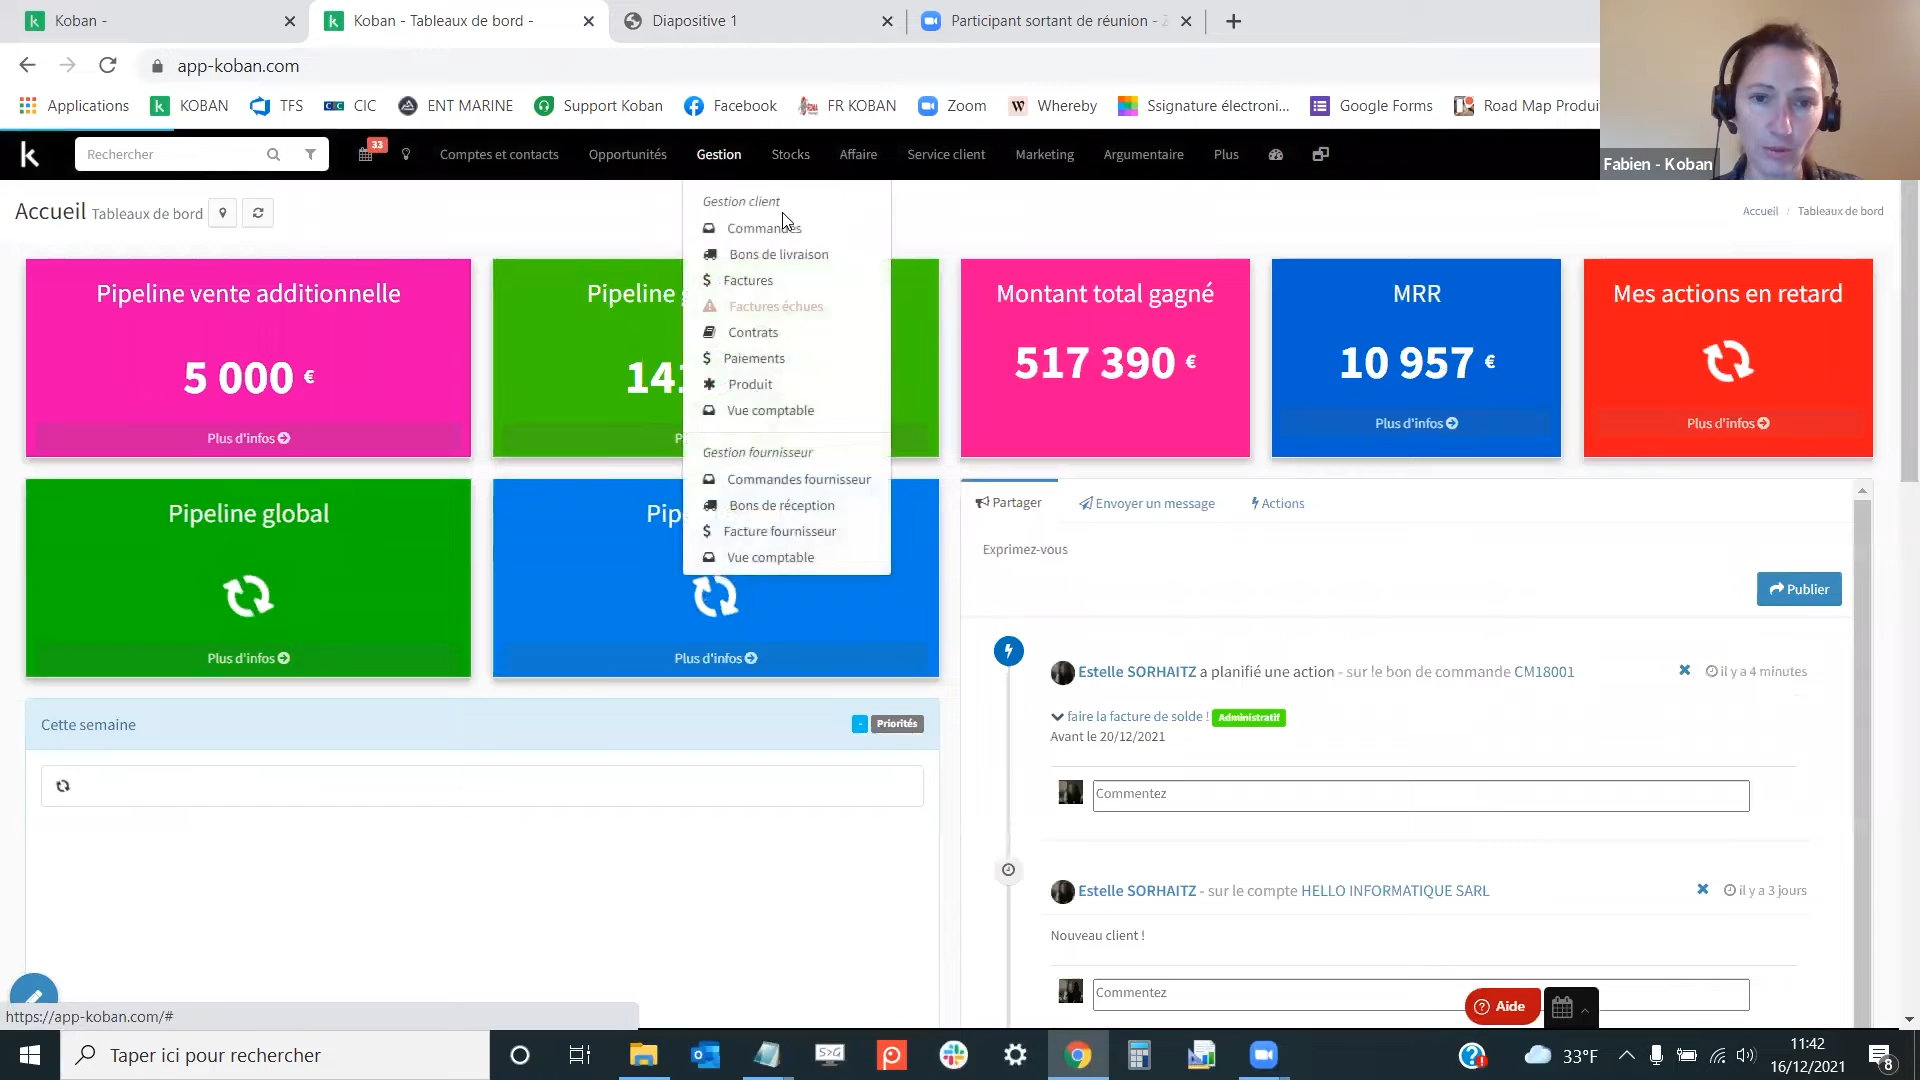 Koban -
Koban - Tableaux de bord -
Diapositive 1
Participant sortant de réunion -
app-koban.com
Applications
KOBAN
TFS
CIC
ENT MARINE
Support Koban
Facebook
FR KOBAN
Zoom
Whereby
Ssignature électroni...
Google Forms
Road Map Produi
Fabien - Koban
k
Rechercher
33
Comptes et contacts
Opportunités
Gestion
Stocks
Affaire
Service client
Marketing
Argumentaire
Plus
Accueil Tableaux de bord
Accueil / Tableaux de bord
Gestion client
Commandes
Bons de livraison
Factures
Factures échues
Contrats
Paiements
Produit
Vue comptable
Gestion fournisseur
Commandes fournisseur
Bons de réception
Facture fournisseur
Vue comptable
Pipeline vente additionnelle
5 000 €
Plus d'infos
Pipeline
141
Montant total gagné
517 390 €
MRR
10 957 €
Plus d'infos
Mes actions en retard
Plus d'infos
Pipeline global
Plus d'infos
Pip
Plus d'infos
Partager
Envoyer un message
Actions
Exprimez-vous
Publier
Estelle SORHAITZ a planifié une action - sur le bon de commande CM18001
il y a 4 minutes
faire la facture de solde ! Administratif
Avant le 20/12/2021
Commentez
Estelle SORHAITZ - sur le compte HELLO INFORMATIQUE SARL
il y a 3 jours
Nouveau client !
Commentez
Cette semaine
- Priorités
Aide
https://app-koban.com/#
Taper ici pour rechercher
33°F
11:42
16/12/2021
8